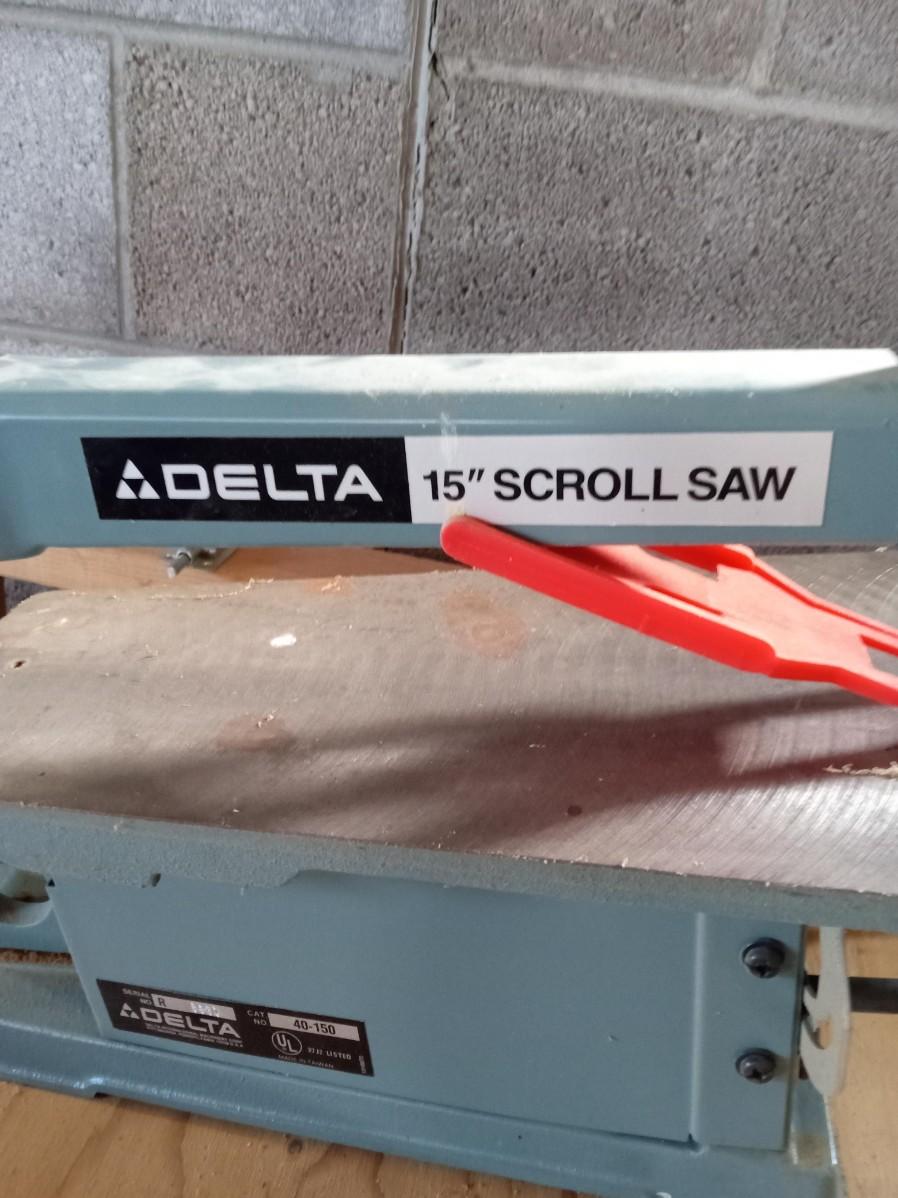 DELTA 15" SCROLL SAW
SERIAL
NO R
CAT
NO. 40-150
DELTA
UL
LISTED
MADE IN TAIWAN